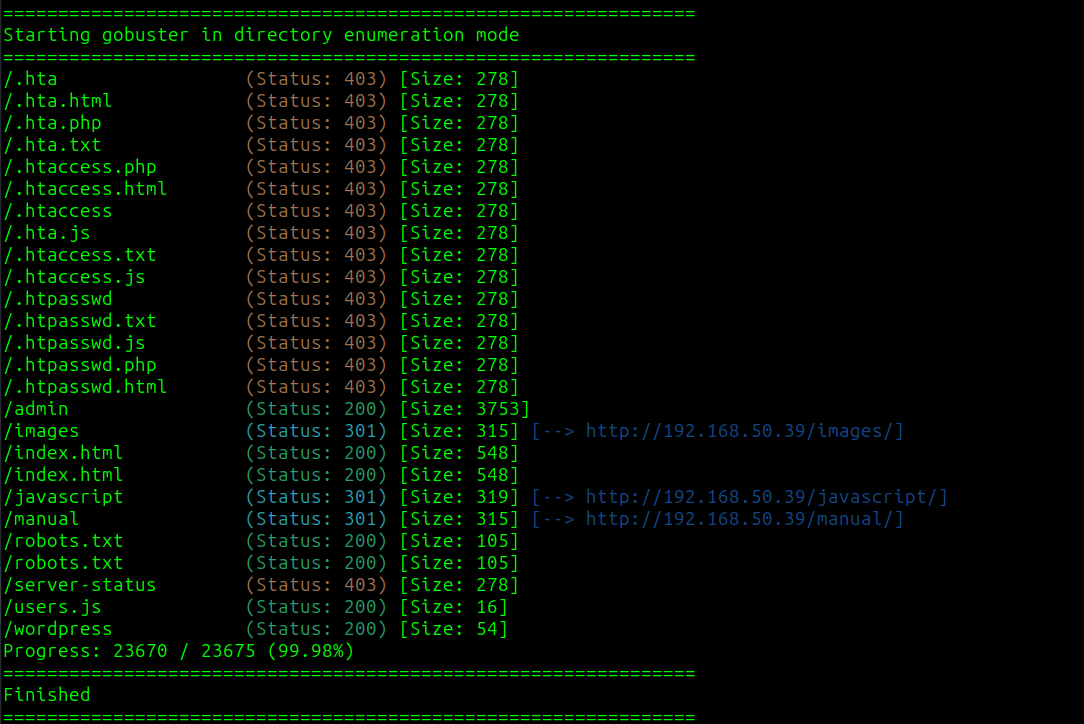 ===============================================================
Starting gobuster in directory enumeration mode
===============================================================
/.hta                 (Status: 403) [Size: 278]
/.hta.html            (Status: 403) [Size: 278]
/.hta.php             (Status: 403) [Size: 278]
/.hta.txt             (Status: 403) [Size: 278]
/.htaccess.php        (Status: 403) [Size: 278]
/.htaccess.html       (Status: 403) [Size: 278]
/.htaccess            (Status: 403) [Size: 278]
/.hta.js              (Status: 403) [Size: 278]
/.htaccess.txt        (Status: 403) [Size: 278]
/.htaccess.js         (Status: 403) [Size: 278]
/.htpasswd            (Status: 403) [Size: 278]
/.htpasswd.txt        (Status: 403) [Size: 278]
/.htpasswd.js         (Status: 403) [Size: 278]
/.htpasswd.php        (Status: 403) [Size: 278]
/.htpasswd.html       (Status: 403) [Size: 278]
/admin                (Status: 200) [Size: 3753]
/images               (Status: 301) [Size: 315] [--> http://192.168.50.39/images/]
/index.html           (Status: 200) [Size: 548]
/index.html           (Status: 200) [Size: 548]
/javascript           (Status: 301) [Size: 319] [--> http://192.168.50.39/javascript/]
/manual               (Status: 301) [Size: 315] [--> http://192.168.50.39/manual/]
/robots.txt           (Status: 200) [Size: 105]
/robots.txt           (Status: 200) [Size: 105]
/server-status        (Status: 403) [Size: 278]
/users.js             (Status: 200) [Size: 16]
/wordpress            (Status: 200) [Size: 54]
Progress: 23670 / 23675 (99.98%)
===============================================================
Finished
===============================================================